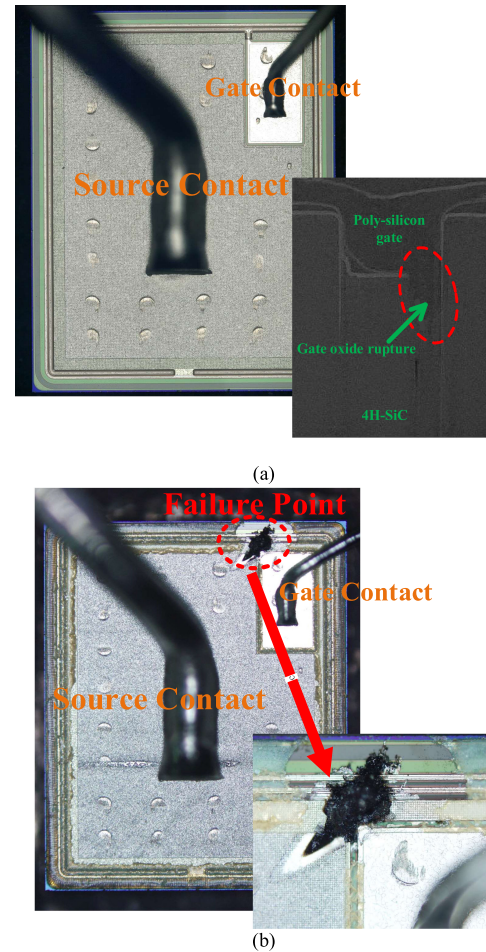 Gate Contact
Source Contact
Poly-silicon
gate
Gate oxide rupture
4H-SiC
(a)
Failure Point
Gate Contact
Source Contact
(b)